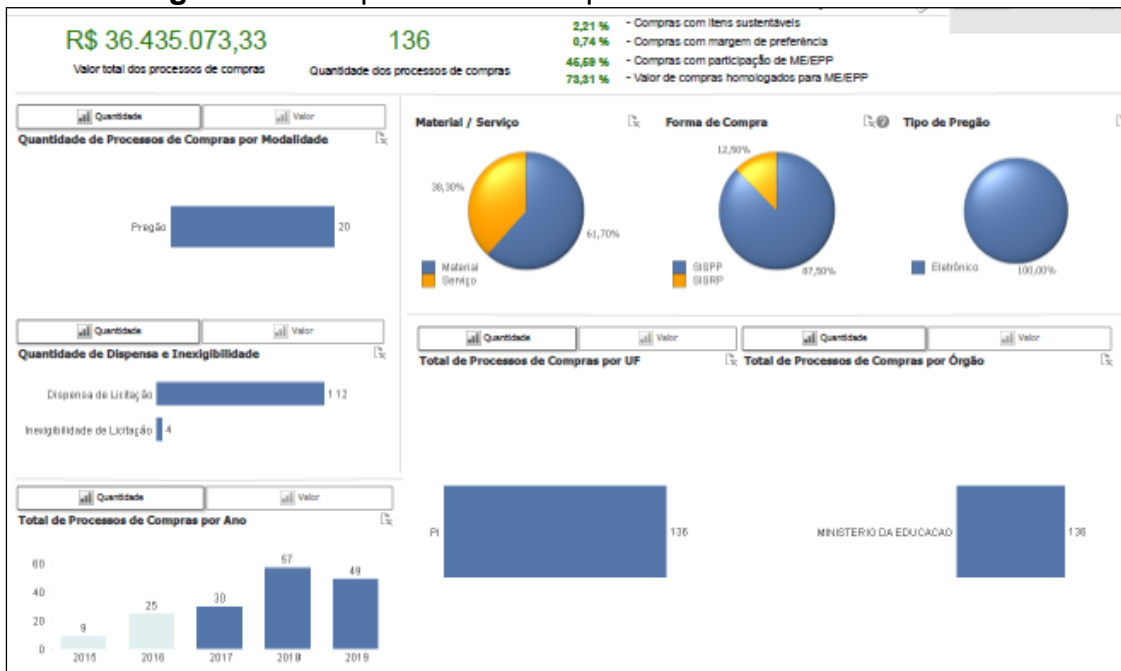 R$ 36.435.073,33
Valor total dos processos de compras
136
Quantidade dos processos de compras
2,21 % - Compras com itens sustentáveis
0,74 % - Compras com margem de preferência
45,59 % - Compras com participação de ME/EPP
73,31 % - Valor de compras homologados para ME/EPP
Quantidade Valor
Quantidade de Processos de Compras por Modalidade
Pregão 20
Material / Serviço
38,30%
61,70%
Material
Serviço
Forma de Compra
12,50%
87,50%
SISPP
SISRP
Tipo de Pregão
Eletrônico 100,00%
Quantidade Valor
Quantidade de Dispensa e Inexigibilidade
Dispensa de Licitação 112
Inexigibilidade de Licitação 4
Quantidade Valor
Total de Processos de Compras por UF
PI 136
Quantidade Valor
Total de Processos de Compras por Órgão
MINISTERIO DA EDUCACAO 136
Quantidade Valor
Total de Processos de Compras por Ano
60
40
20
0
9 25 30 57 49
2015 2016 2017 2018 2019